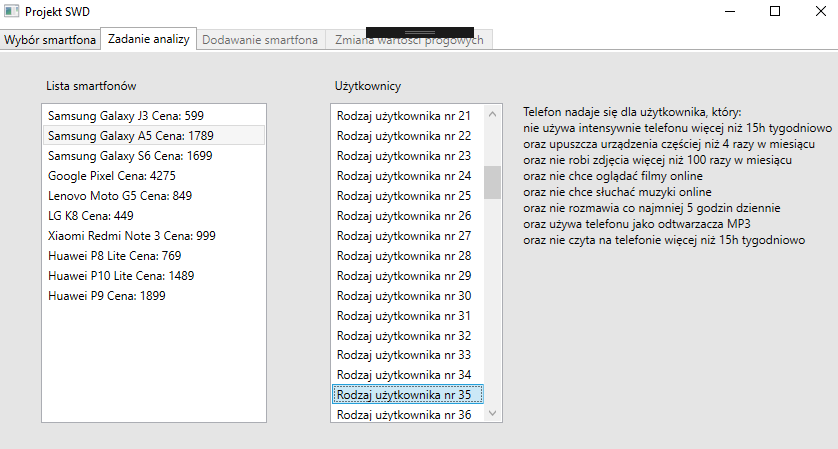 Projekt SWD
Wybór smartfona
Zadanie analizy
Dodawanie smartfona
Zmiana wartości progowych
Lista smartfonów
Samsung Galaxy J3 Cena: 599
Samsung Galaxy A5 Cena: 1789
Samsung Galaxy S6 Cena: 1699
Google Pixel Cena: 4275
Lenovo Moto G5 Cena: 849
LG K8 Cena: 449
Xiaomi Redmi Note 3 Cena: 999
Huawei P8 Lite Cena: 769
Huawei P10 Lite Cena: 1489
Huawei P9 Cena: 1899
Użytkownicy
Rodzaj użytkownika nr 21
Rodzaj użytkownika nr 22
Rodzaj użytkownika nr 23
Rodzaj użytkownika nr 24
Rodzaj użytkownika nr 25
Rodzaj użytkownika nr 26
Rodzaj użytkownika nr 27
Rodzaj użytkownika nr 28
Rodzaj użytkownika nr 29
Rodzaj użytkownika nr 30
Rodzaj użytkownika nr 31
Rodzaj użytkownika nr 32
Rodzaj użytkownika nr 33
Rodzaj użytkownika nr 34
Rodzaj użytkownika nr 35
Rodzaj użytkownika nr 36
Telefon nadaje się dla użytkownika, który:
nie używa intensywnie telefonu więcej niż 15h tygodniowo
oraz upuszcza urządzenia częściej niż 4 razy w miesiącu
oraz nie robi zdjęcia więcej niż 100 razy w miesiącu
oraz nie chce oglądać filmy online
oraz nie chce słuchać muzyki online
oraz nie rozmawia co najmniej 5 godzin dziennie
oraz używa telefonu jako odtwarzacza MP3
oraz nie czyta na telefonie więcej niż 15h tygodniowo